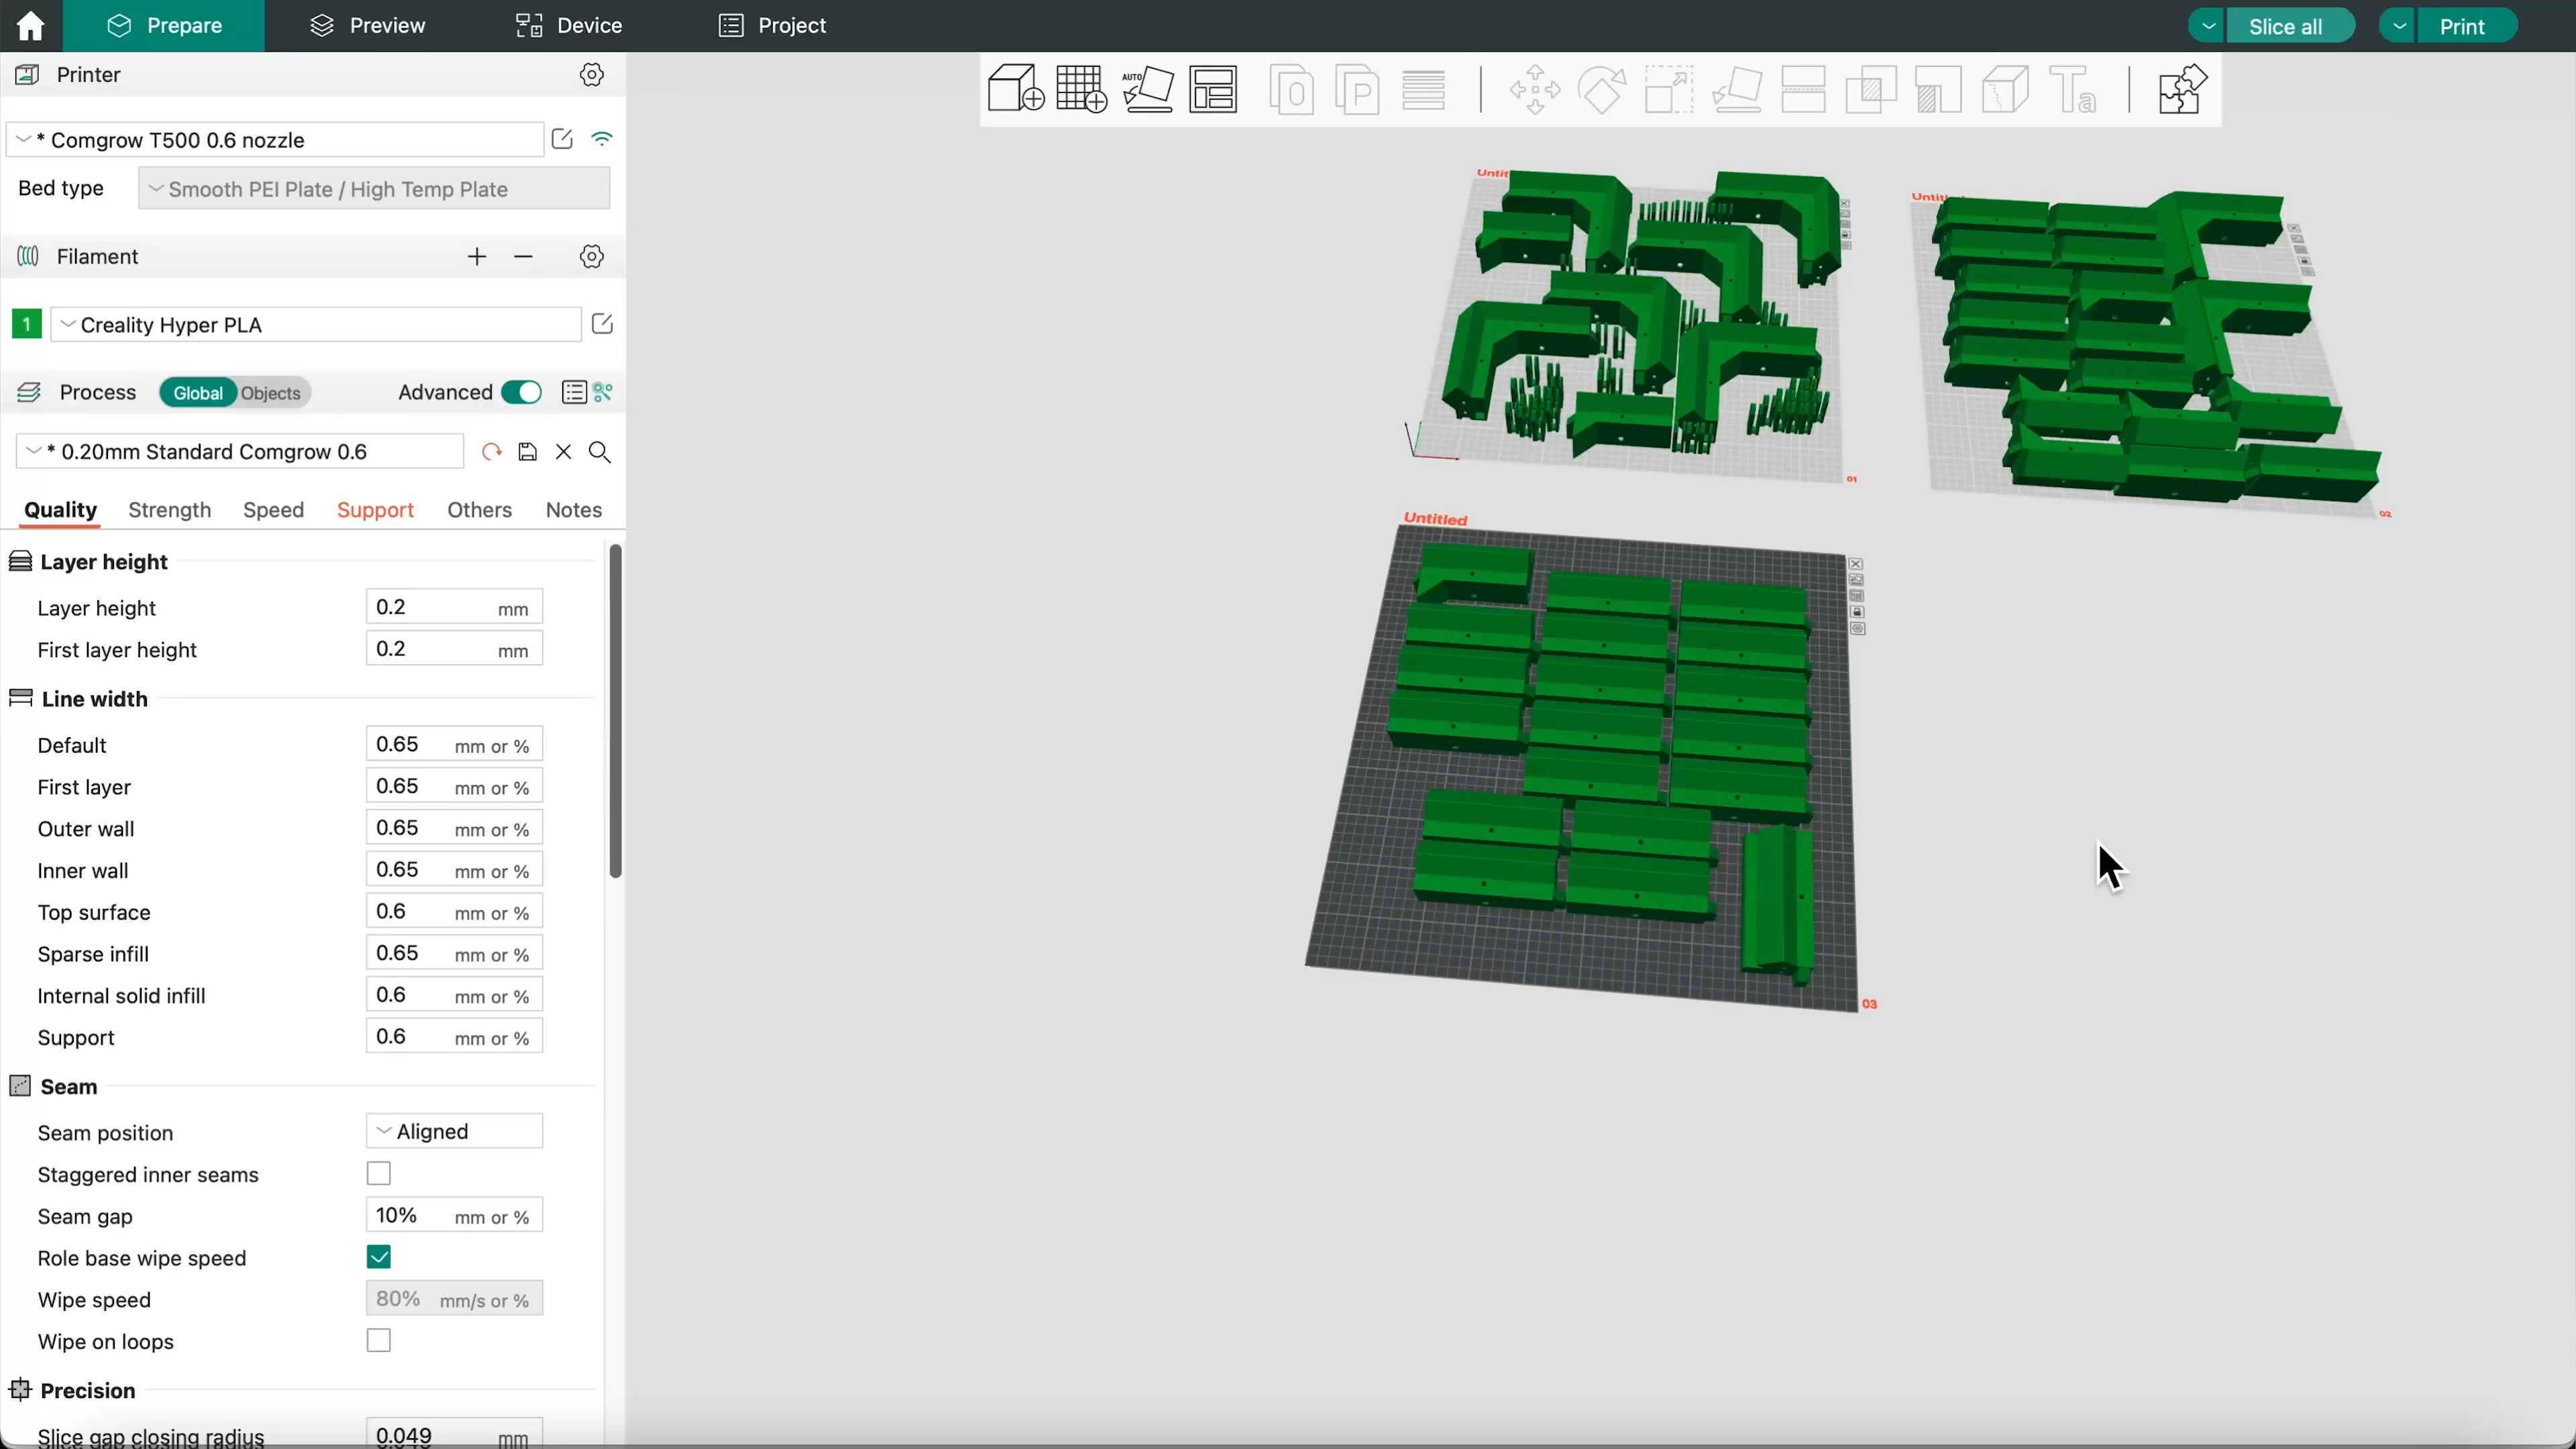 Prepare
Preview
Device
Project
Slice all
Print
Printer
* Comgrow T500 0.6 nozzle
Bed type
Smooth PEI Plate / High Temp Plate
Filament
1
Creality Hyper PLA
Process
Global
Objects
Advanced
* 0.20mm Standard Comgrow 0.6
Quality
Strength
Speed
Support
Others
Notes
Layer height
Layer height 0.2 mm
First layer height 0.2 mm
Line width
Default 0.65 mm or %
First layer 0.65 mm or %
Outer wall 0.65 mm or %
Inner wall 0.65 mm or %
Top surface 0.6 mm or %
Sparse infill 0.65 mm or %
Internal solid infill 0.6 mm or %
Support 0.6 mm or %
Seam
Seam position Aligned
Staggered inner seams
Seam gap 10% mm or %
Role base wipe speed
Wipe speed 80% mm/s or %
Wipe on loops
Precision
Slice gap closing radius 0.049 mm
AUTO
O
P
Ta
Untit
01
Untitle
02
Untitled
03